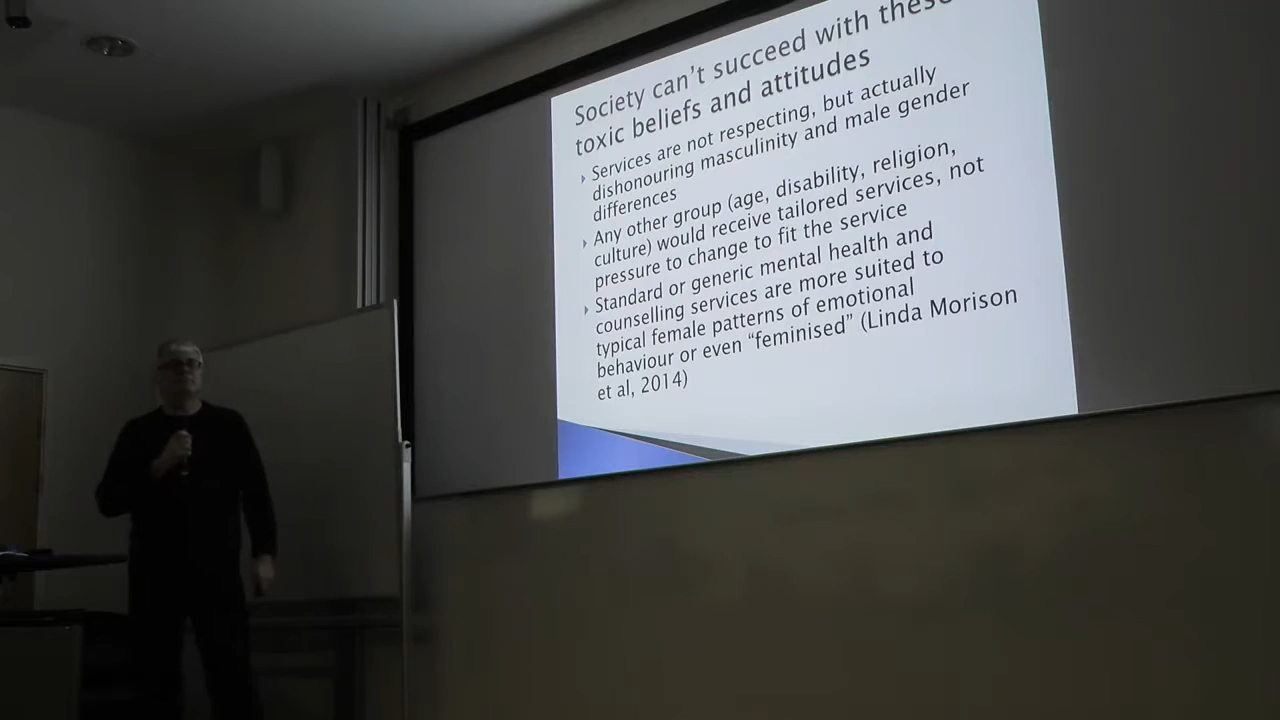 Society can't succeed with these
toxic beliefs and attitudes
Services are not respecting, but actually
dishonouring masculinity and male gender
differences
Any other group (age, disability, religion,
culture) would receive tailored services, not
pressure to change to fit the service
Standard or generic mental health and
counselling services are more suited to
typical female patterns of emotional
behaviour or even “feminised” (Linda Morison
et al, 2014)